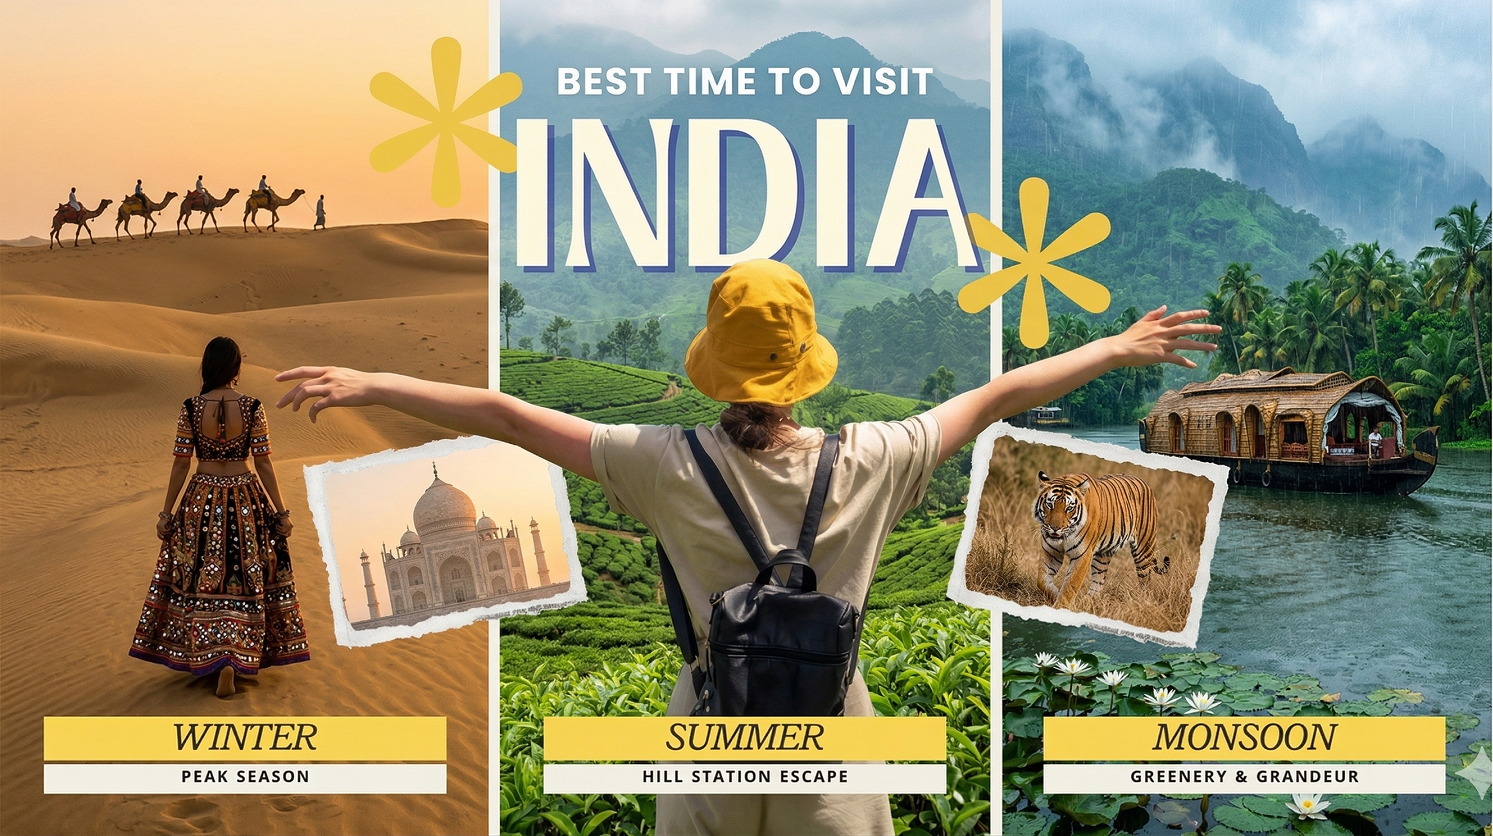 BEST TIME TO VISIT
INDIA
WINTER
PEAK SEASON
SUMMER
HILL STATION ESCAPE
MONSOON
GREENERY & GRANDEUR